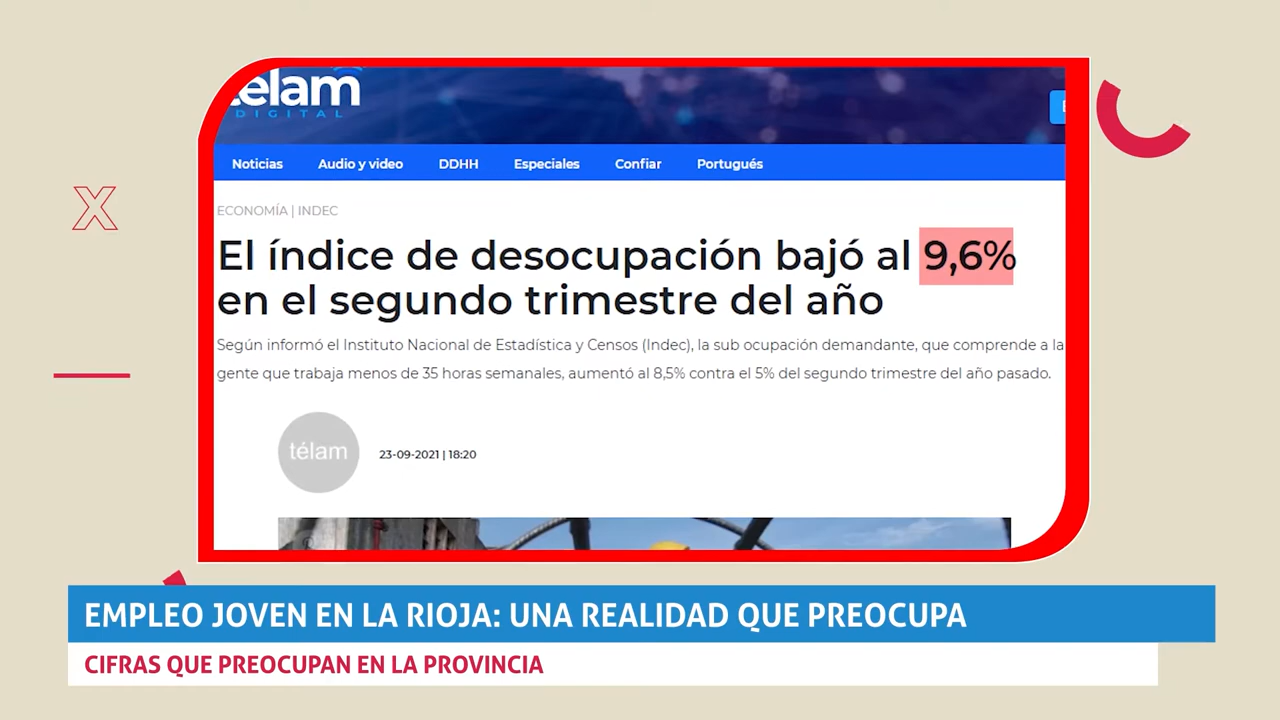 télam
DIGITAL
Noticias Audio y video DDHH Especiales Confiar Portugués
ECONOMÍA | INDEC
El índice de desocupación bajó al 9,6%
en el segundo trimestre del año
Según informó el Instituto Nacional de Estadística y Censos (Indec), la sub ocupación demandante, que comprende a la
gente que trabaja menos de 35 horas semanales, aumentó al 8,5% contra el 5% del segundo trimestre del año pasado.
télam
23-09-2021 | 18:20
EMPLEO JOVEN EN LA RIOJA: UNA REALIDAD QUE PREOCUPA
CIFRAS QUE PREOCUPAN EN LA PROVINCIA